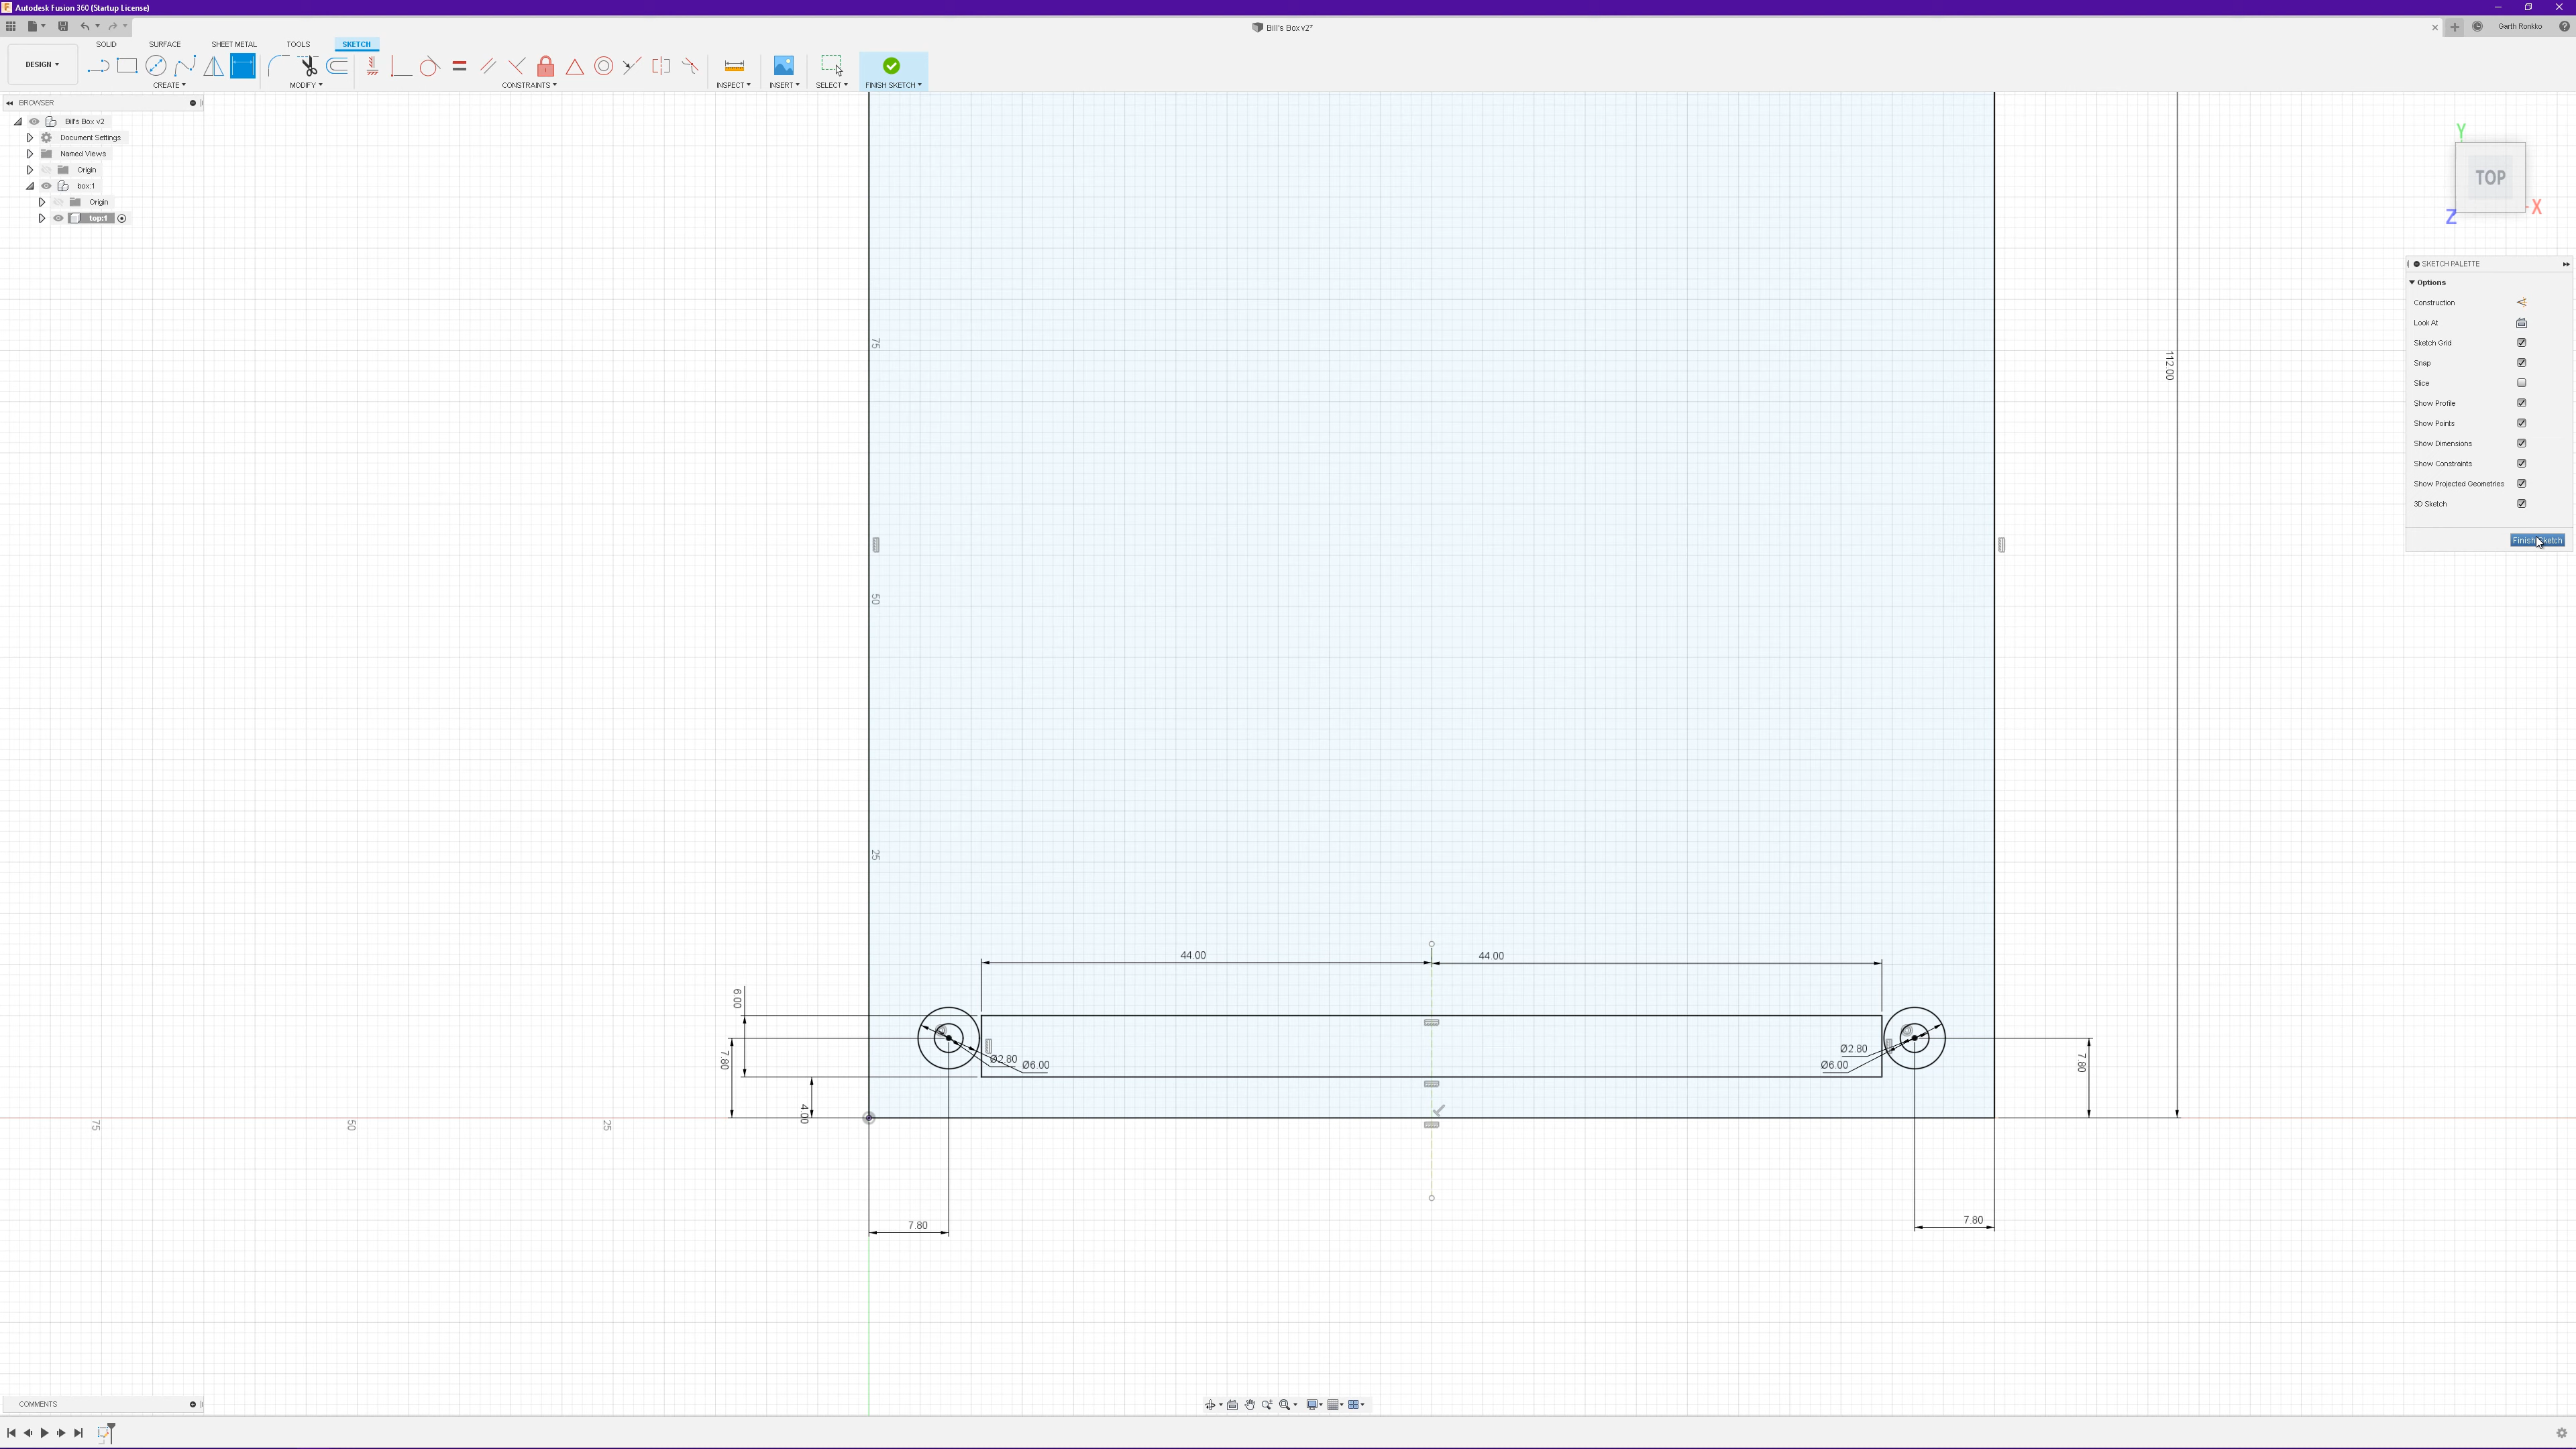 Autodesk Fusion 360 (Startup License)
Bill's Box v2*
Garth Ronkko
SOLID SURFACE SHEET METAL TOOLS SKETCH
DESIGN
CREATE MODIFY CONSTRAINTS INSPECT INSERT SELECT FINISH SKETCH
BROWSER
Bill's Box v2
Document Settings
Named Views
Origin
box:1
Origin
top:1
Y
TOP
X
Z
SKETCH PALETTE
Options
Construction
Look At
Sketch Grid
Snap
Slice
Show Profile
Show Points
Show Dimensions
Show Constraints
Show Projected Geometries
3D Sketch
Finish Sketch
75
112.00
50
25
44.00 44.00
6.00
7.80
4.00
Ø2.80 Ø6.00
Ø2.80
Ø6.00
7.80
75 50 25
7.80 7.80
COMMENTS